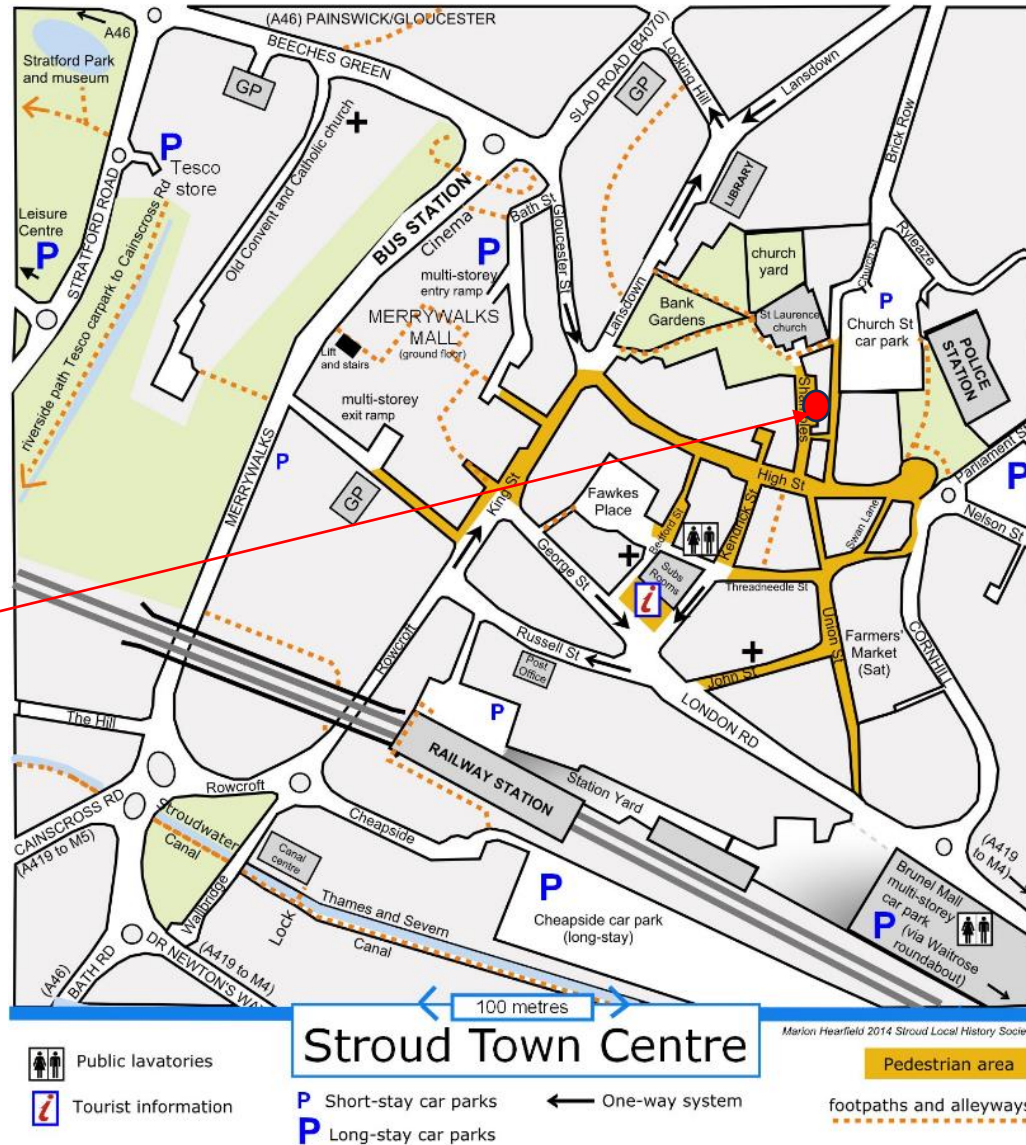 (A46) PAINSWICK/GLOUCESTER
A46
BEECHES GREEN
Stratford Park
and museum
GP
SLAD ROAD (B4070)
GP
Locking Hill
Lansdown
Brick Row
P
Tesco
store
Old Convent and Catholic church
BUS STATION
Cinema
Bath St
Gloucester St
LIBRARY
Leisure
Centre
P
STRATFORD ROAD
riverside path Tesco carpark to Cainscross Rd
P
multi-storey
entry ramp
MERRYWALKS
MALL
(ground floor)
Lift
and stairs
multi-storey
exit ramp
Lansdown
Bank
Gardens
church
yard
St Laurence
church
Church St
Ryleaze
P
Church St
car park
POLICE
STATION
MERRYWALKS
P
GP
King St
Fawkes
Place
Bedford St
Kendrick St
High St
Swan Lane
Parliament St
P
Nelson St
George St
Subs
Rooms
i
Threadneedle St
Union St
Farmers'
Market
(Sat)
CORNHILL
Rowcroft
Russell St
Post
Office
John St
P
LONDON RD
The Hill
RAILWAY STATION
Station Yard
CAINSCROSS RD
(A419 to M5)
Rowcroft
Stroudwater
Canal
Cheapside
Canal
centre
Wallbridge
Lock
Thames and Severn
Canal
P
Cheapside car park
(long-stay)
(A419
to M4)
Brunel Mall
multi-storey
car park
(via Waitrose
roundabout)
P
(A46)
BATH RD
DR NEWTON'S WA
(A419 to M4)
100 metres
Stroud Town Centre
Marion Hearfield 2014 Stroud Local History Socie
Public lavatories
i Tourist information
P Short-stay car parks
P Long-stay car parks
One-way system
Pedestrian area
footpaths and alleyways